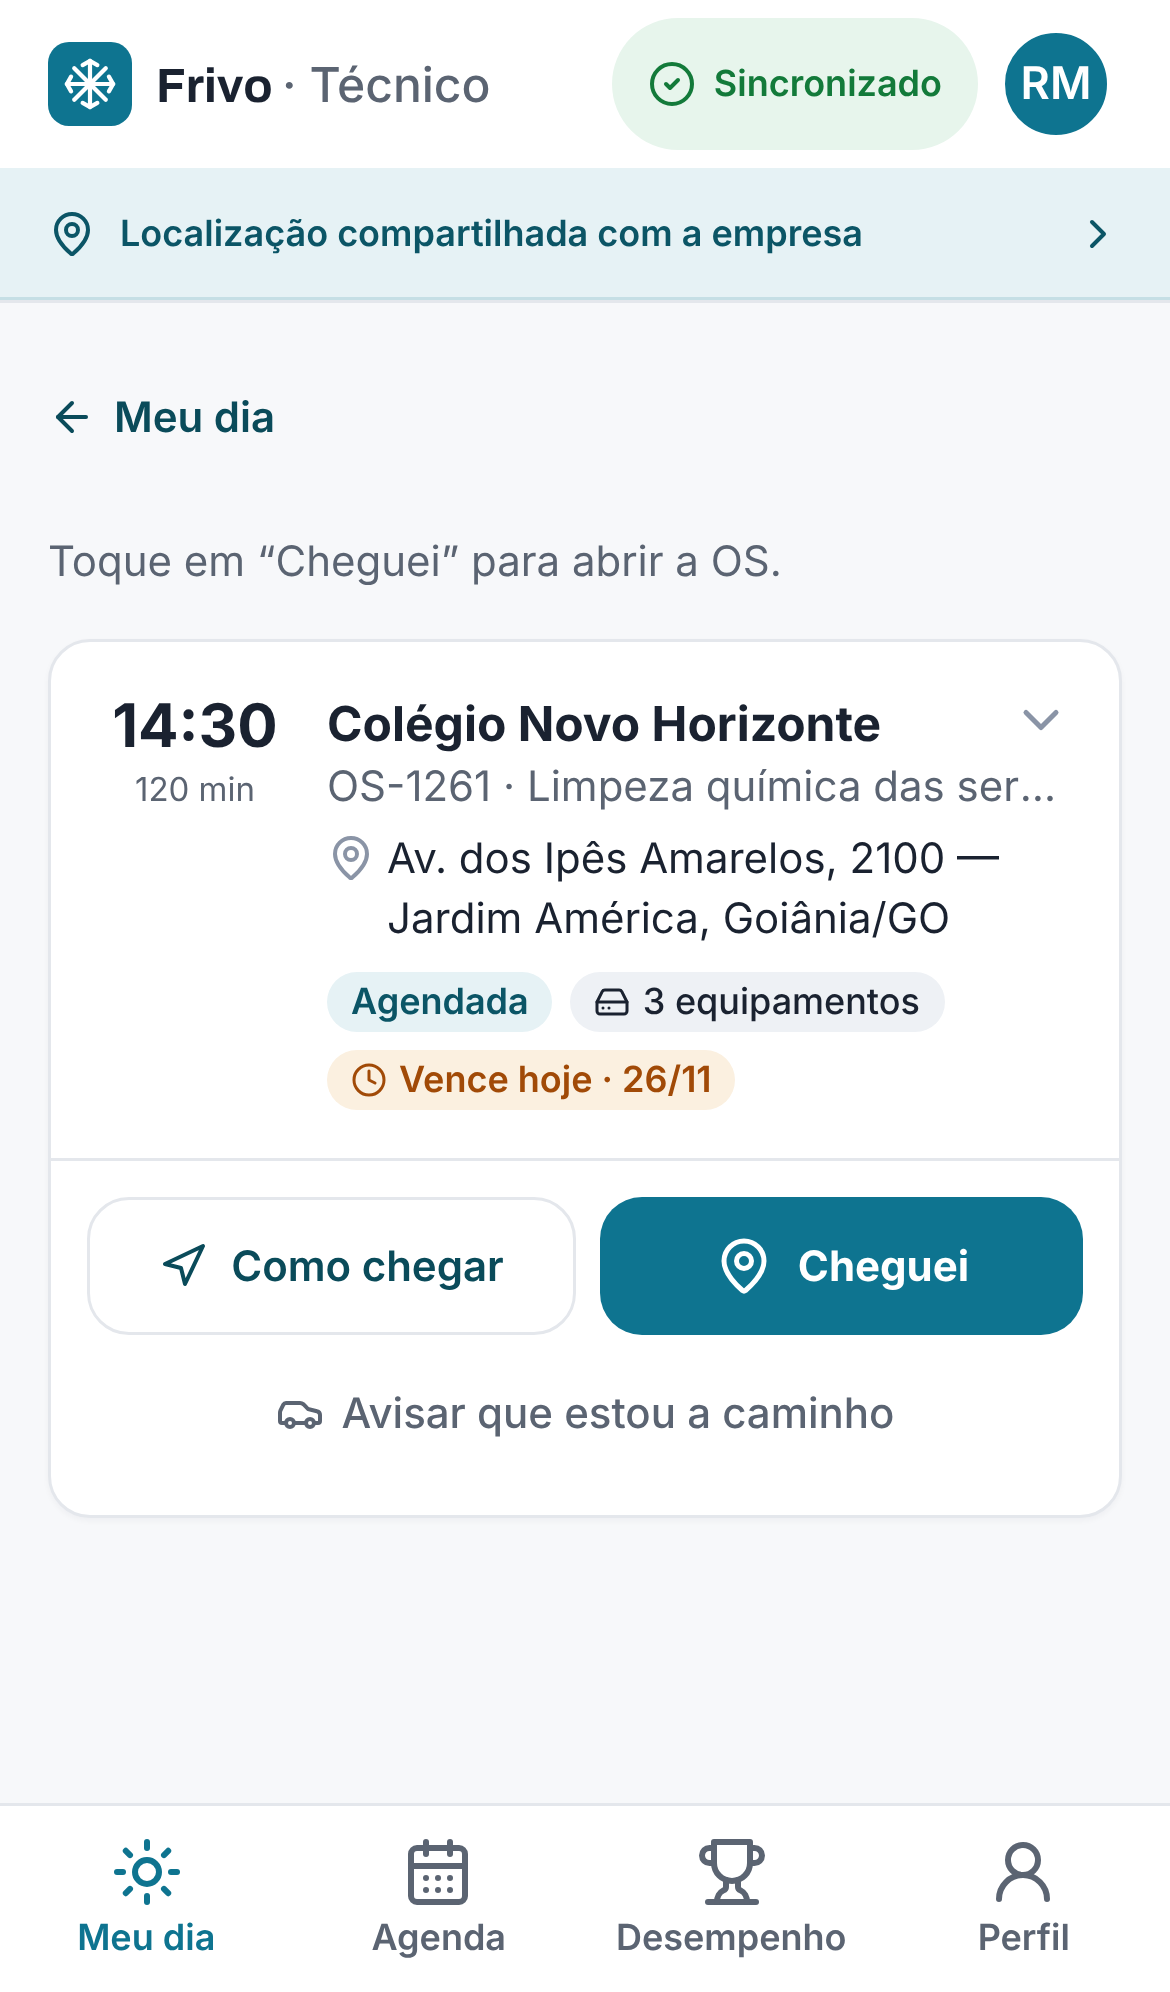 Frivo · Técnico
Sincronizado
RM
Localização compartilhada com a empresa
Meu dia
Toque em “Cheguei” para abrir a OS.
14:30
Colégio Novo Horizonte
120 min
OS-1261 · Limpeza química das ser...
Av. dos Ipês Amarelos, 2100 —
Jardim América, Goiânia/GO
Agendada
3 equipamentos
Vence hoje · 26/11
Como chegar
Cheguei
Avisar que estou a caminho
Meu dia
Agenda
Desempenho
Perfil